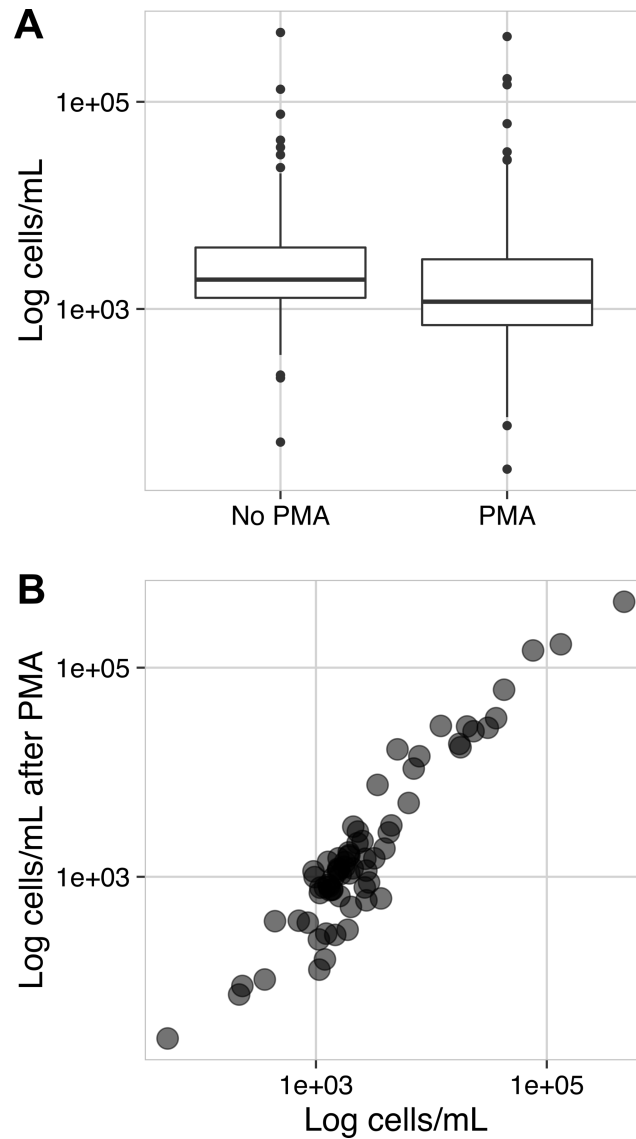 A
Log cells/mL
1e+05
1e+03
No PMA PMA
B
Log cells/mL after PMA
1e+05
1e+03
1e+03 1e+05
Log cells/mL